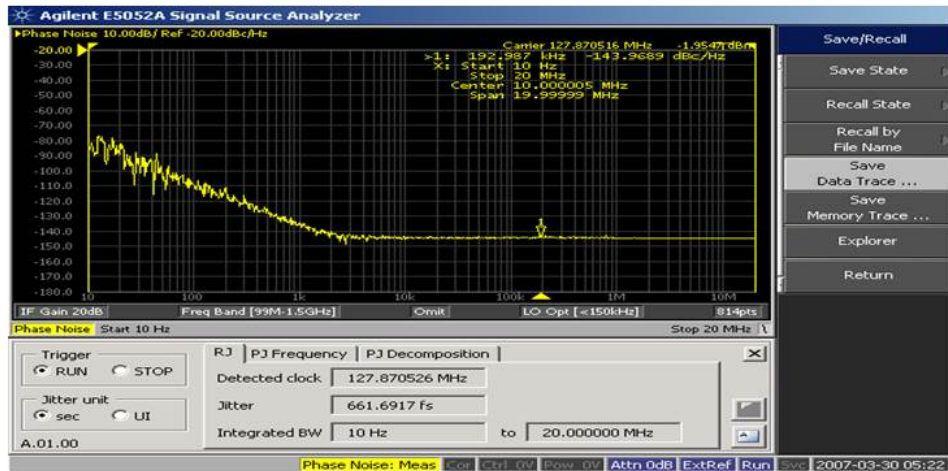 Agilent E5052A Signal Source Analyzer
Phase Noise 10.00dB/ Ref -20.00dBc/Hz
Carrier 127.870516 MHz -1.9547 dBm
>1: 192.987 kHz -143.9689 dBc/Hz
X: Start 10 Hz
Stop 20 MHz
Center 10.000005 MHz
Span 19.99999 MHz
-20.00
-30.00
-40.00
-50.00
-60.00
-70.00
-80.00
-90.00
-100.0
-110.0
-120.0
-130.0
-140.0
-150.0
-160.0
-170.0
-180.0
1
10 100 1k 10k 100k 1M 10M
IF Gain 20dB Freq Band [99M-1.5GHz] Omit LO Opt [<150kHz] 814pts
Phase Noise Start 10 Hz Stop 20 MHz
Trigger
RUN STOP
Jitter unit
sec UI
A.01.00
RJ PJ Frequency PJ Decomposition
Detected clock 127.870526 MHz
Jitter 661.6917 fs
Integrated BW 10 Hz to 20.000000 MHz
Save/Recall
Save State
Recall State
Recall by
File Name
Save
Data Trace ...
Save
Memory Trace ...
Explorer
Return
Phase Noise: Meas Cor Ctrl 0V Pow 0V Attn 0dB ExtRef Run Svc 2007-03-30 05:22